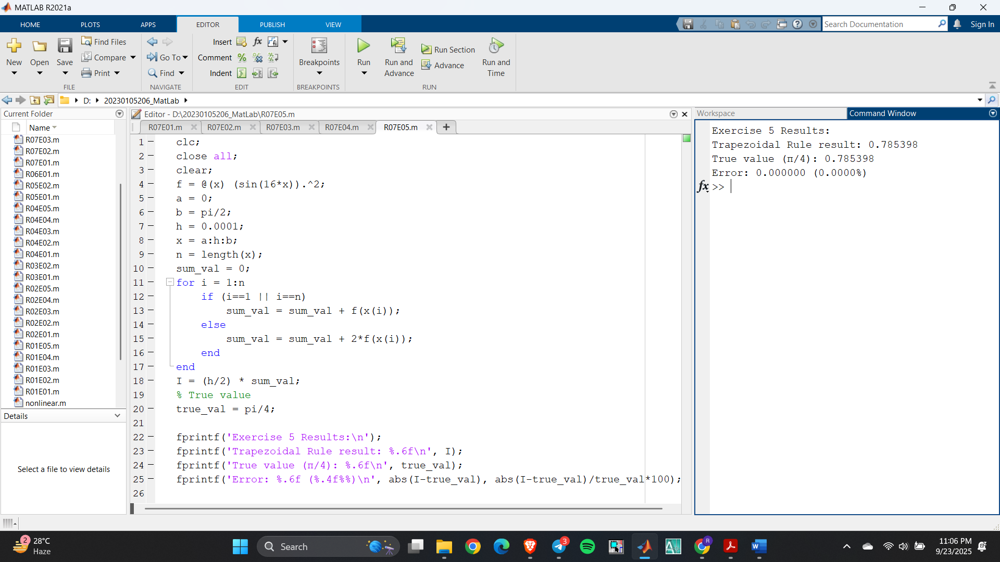 MATLAB R2021a
HOME PLOTS APPS EDITOR PUBLISH VIEW
Search Documentation
Sign In
New
Open
Save
Find Files
Compare
Print
FILE
Go To
Find
NAVIGATE
Insert
Comment
Indent
EDIT
Breakpoints
BREAKPOINTS
Run
Run and Advance
Run Section
Advance
Run and Time
RUN
D: 20230105206_MatLab
Current Folder
Name
R07E03.m
R07E02.m
R07E01.m
R06E01.m
R05E02.m
R05E01.m
R04E05.m
R04E04.m
R04E03.m
R04E02.m
R04E01.m
R03E02.m
R03E01.m
R02E05.m
R02E04.m
R02E03.m
R02E02.m
R02E01.m
R01E05.m
R01E04.m
R01E03.m
R01E02.m
R01E01.m
nonlinear.m
Details
Select a file to view details
Editor - D:\20230105206_MatLab\R07E05.m
R07E01.m R07E02.m R07E03.m R07E04.m R07E05.m
1 clc;
2 close all;
3 clear;
4 f = @(x) (sin(16*x)).^2;
5 a = 0;
6 b = pi/2;
7 h = 0.0001;
8 x = a:h:b;
9 n = length(x);
10 sum_val = 0;
11 for i = 1:n
12 if (i==1 || i==n)
13 sum_val = sum_val + f(x(i));
14 else
15 sum_val = sum_val + 2*f(x(i));
16 end
17 end
18 I = (h/2) * sum_val;
19 % True value
20 true_val = pi/4;
21
22 fprintf('Exercise 5 Results:\n');
23 fprintf('Trapezoidal Rule result: %.6f\n', I);
24 fprintf('True value (π/4): %.6f\n', true_val);
25 fprintf('Error: %.6f (%.4f%%)\n', abs(I-true_val), abs(I-true_val)/true_val*100);
26
Workspace
Command Window
Exercise 5 Results:
Trapezoidal Rule result: 0.785398
True value (π/4): 0.785398
Error: 0.000000 (0.0000%)
fx >>
2
28°C
Haze
Search
3
R
11:06 PM
9/23/2025